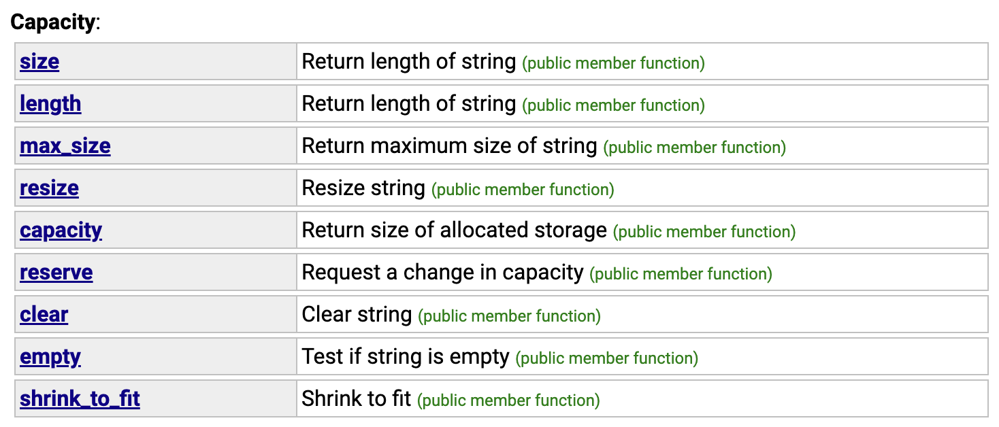 Capacity:
size Return length of string (public member function)
length Return length of string (public member function)
max_size Return maximum size of string (public member function)
resize Resize string (public member function)
capacity Return size of allocated storage (public member function)
reserve Request a change in capacity (public member function)
clear Clear string (public member function)
empty Test if string is empty (public member function)
shrink_to_fit Shrink to fit (public member function)